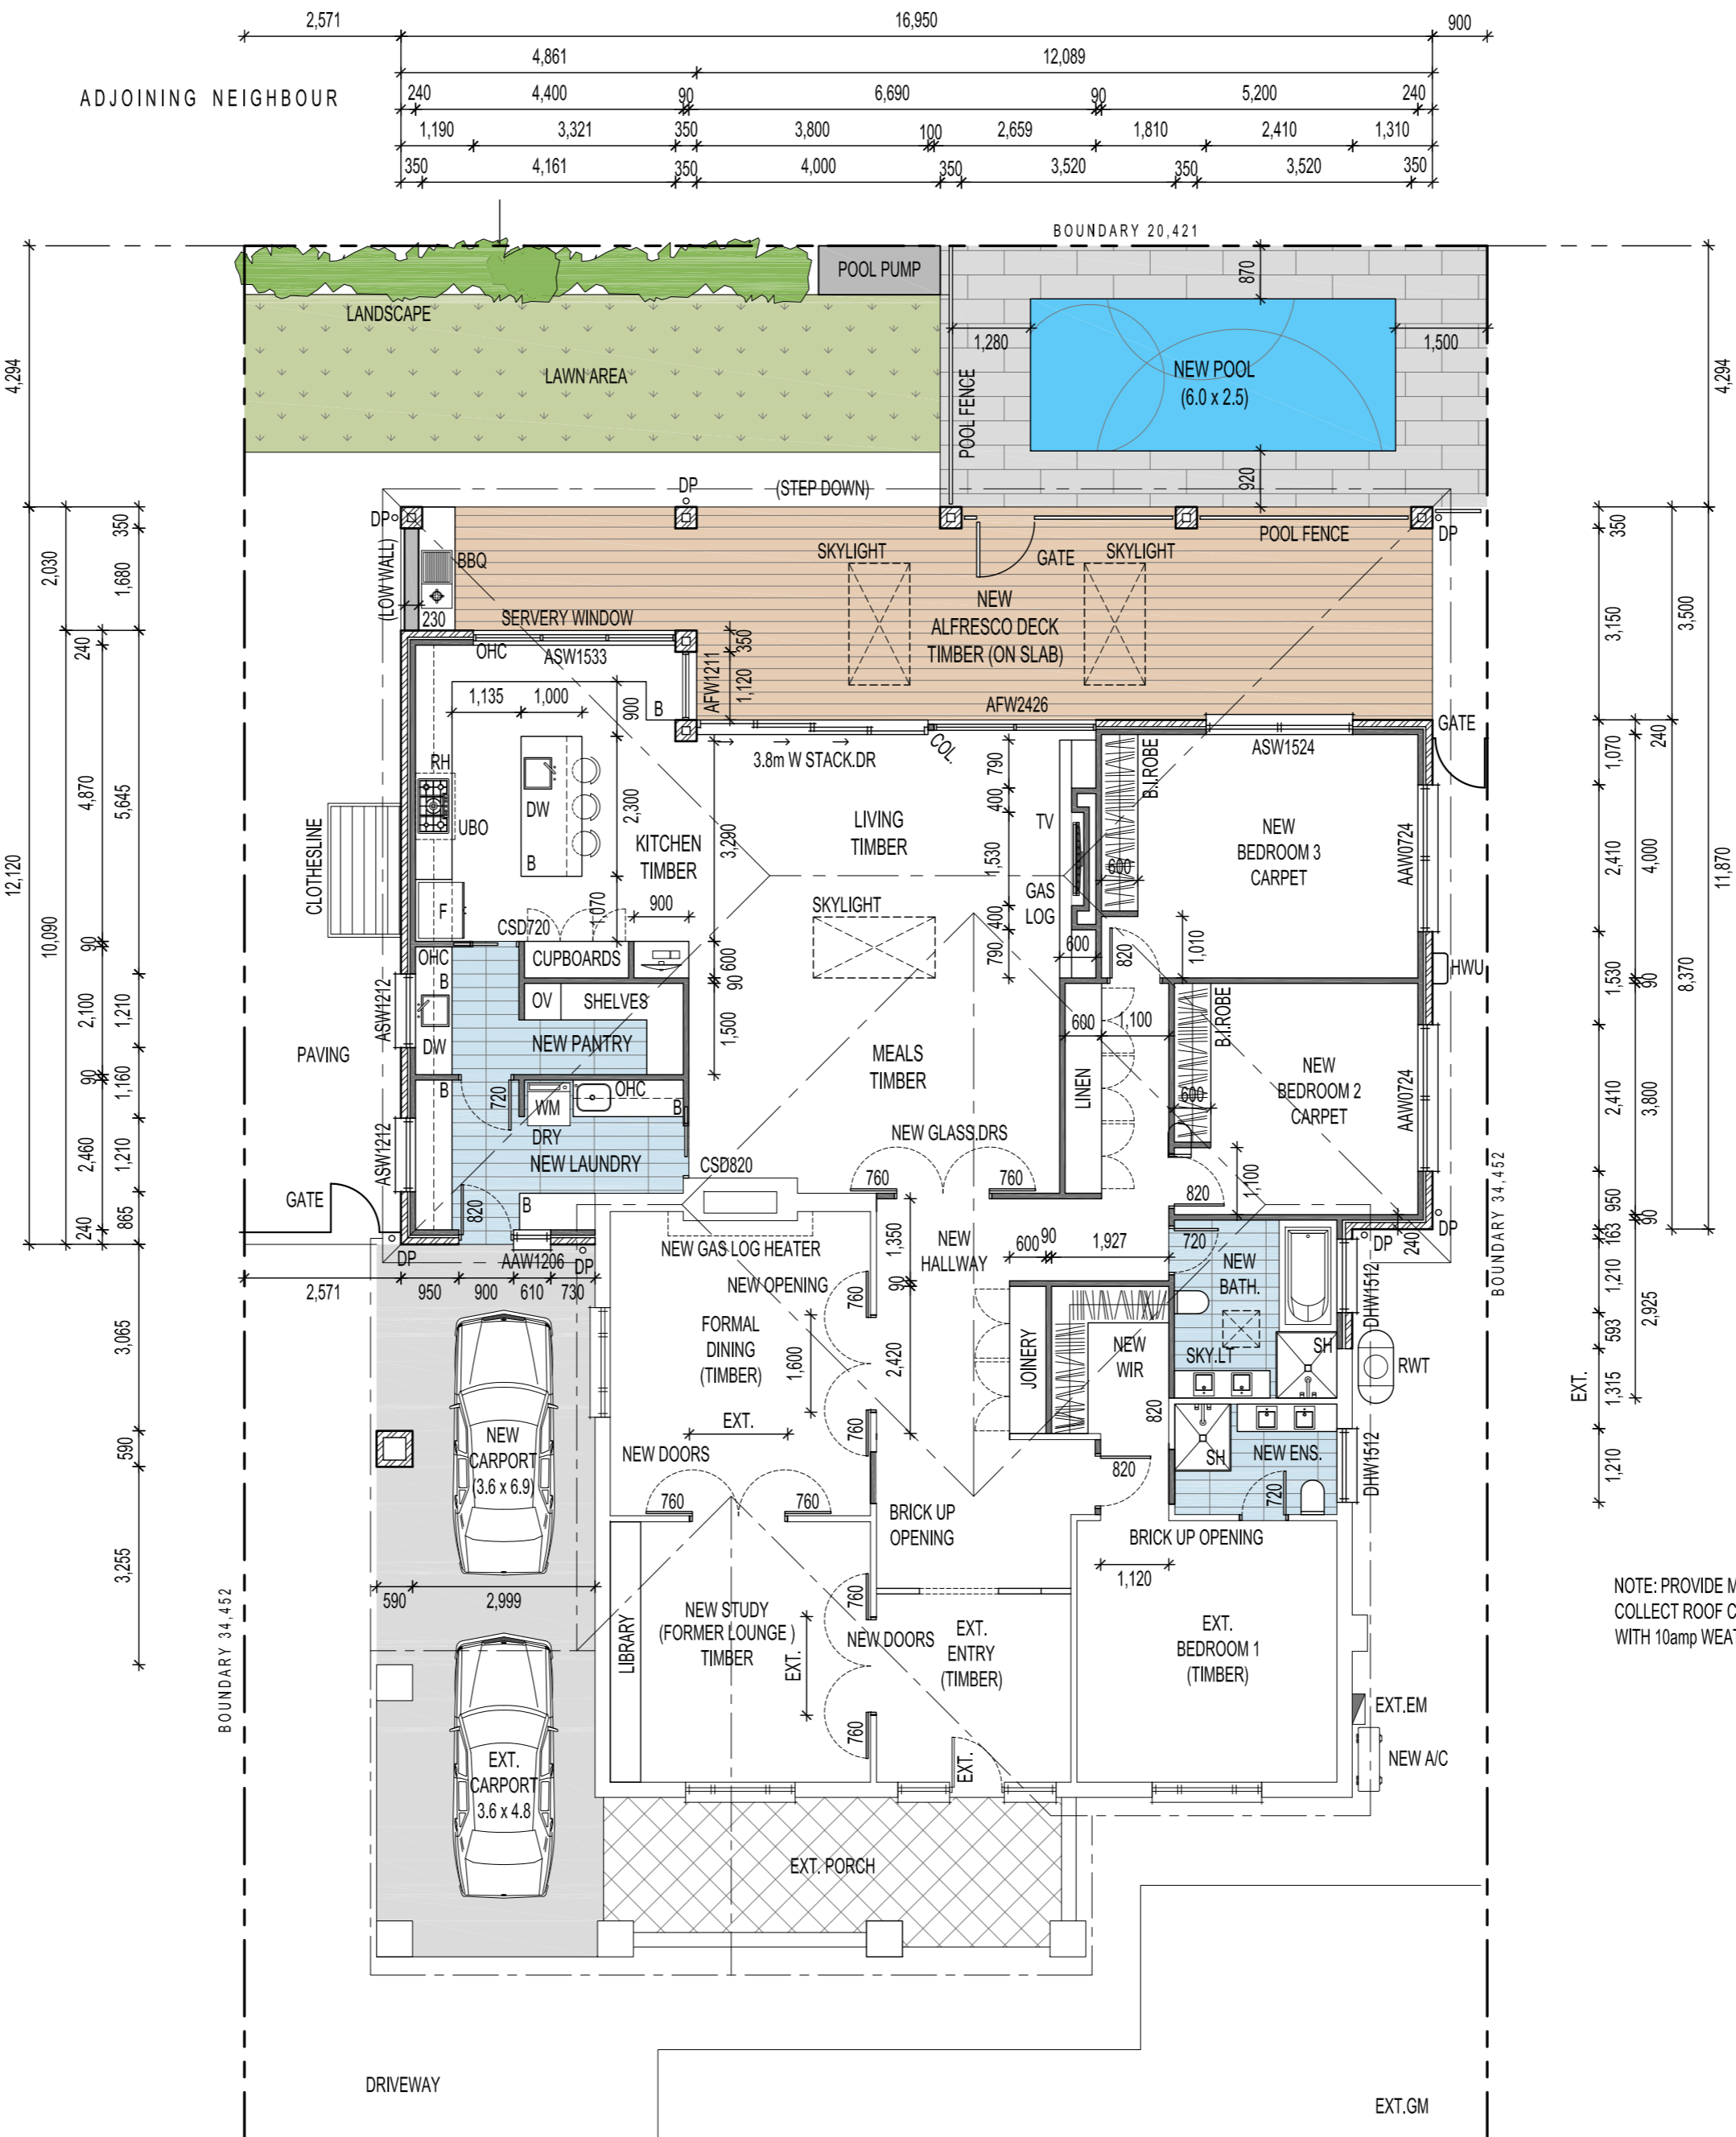 2,571
16,950
900
4,861
12,089
ADJOINING NEIGHBOUR
240
4,400
90
6,690
90
5,200
240
1,190
3,321
350
3,800
100
2,659
1,810
2,410
1,310
350
4,161
350
4,000
350
3,520
350
3,520
350
BOUNDARY 20,421
POOL PUMP
870
LANDSCAPE
1,280
1,500
NEW POOL
(6.0 x 2.5)
LAWN AREA
POOL FENCE
920
4,294
4,294
DP
(STEP DOWN)
DP
POOL FENCE
DP
(LOW WALL)
BBQ
230
SKYLIGHT
GATE
SKYLIGHT
NEW
ALFRESCO DECK
TIMBER (ON SLAB)
SERVERY WINDOW
OHC
ASW1533
350
1,120
AFW1211
AFW2426
GATE
12,120
2,030
10,090
350
1,680
240
4,870
5,645
90
2,100
1,210
90
1,160
2,460
1,210
240
865
3,065
590
3,255
1,135
1,000
900
B
3.8m W STACK.DR
COL.
790
400
1,530
400
790
B.I.ROBE
ASW1524
RH
UBO
DW
B
2,300
3,290
KITCHEN
TIMBER
LIVING
TIMBER
TV
GAS
LOG
600
NEW
BEDROOM 3
CARPET
AAW0724
CLOTHESLINE
F
CSD720
1,070
900
SKYLIGHT
600
820
1,010
HWU
OHC
B
CUPBOARDS
600
90
OV
SHELVES
NEW PANTRY
1,500
DW
ASW1212
PAVING
MEALS
TIMBER
LINEN
600
1,100
B.I.ROBE
600
NEW
BEDROOM 2
CARPET
AAW0724
B
720
WM
OHC
B
DRY
NEW LAUNDRY
ASW1212
CSD820
NEW GLASS.DRS
760
760
820
1,100
GATE
820
B
DP
AAW1206
DP
NEW GAS LOG HEATER
NEW OPENING
1,350
90
NEW
HALLWAY
600
90
1,927
720
NEW
BATH.
DP
240
DP
2,571
950
900
610
730
760
FORMAL
DINING
(TIMBER)
1,600
2,420
JOINERY
NEW
WIR
SKY.LT
SH
DHW1512
RWT
820
EXT.
NEW DOORS
760
760
760
NEW
CARPORT
(3.6 x 6.9)
820
SH
NEW ENS.
720
DHW1512
BRICK UP
OPENING
BRICK UP OPENING
1,120
590
2,999
LIBRARY
NEW STUDY
(FORMER LOUNGE )
TIMBER
760
NEW DOORS
EXT.
760
EXT.
ENTRY
(TIMBER)
EXT.
BEDROOM 1
(TIMBER)
EXT.
EXT.
CARPORT
3.6 x 4.8
EXT.EM
NEW A/C
EXT. PORCH
BOUNDARY 34,452
BOUNDARY 34,452
350
3,150
3,500
1,070
240
2,410
4,000
1,530
90
8,370
11,870
2,410
3,800
950
90
163
1,210
2,925
593
EXT.
1,315
1,210
NOTE: PROVIDE M
COLLECT ROOF C
WITH 10amp WEAT
DRIVEWAY
EXT.GM